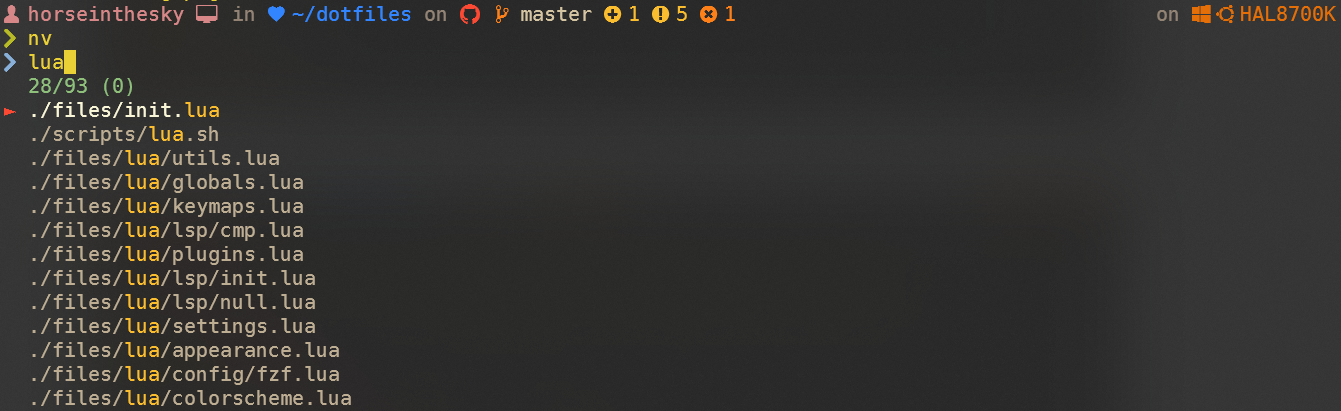 horseinthesky in ~/dotfiles on master 1 5 1 on HAL8700K
nv
lua
28/93 (0)
./files/init.lua
./scripts/lua.sh
./files/lua/utils.lua
./files/lua/globals.lua
./files/lua/keymaps.lua
./files/lua/lsp/cmp.lua
./files/lua/plugins.lua
./files/lua/lsp/init.lua
./files/lua/lsp/null.lua
./files/lua/settings.lua
./files/lua/appearance.lua
./files/lua/config/fzf.lua
./files/lua/colorscheme.lua